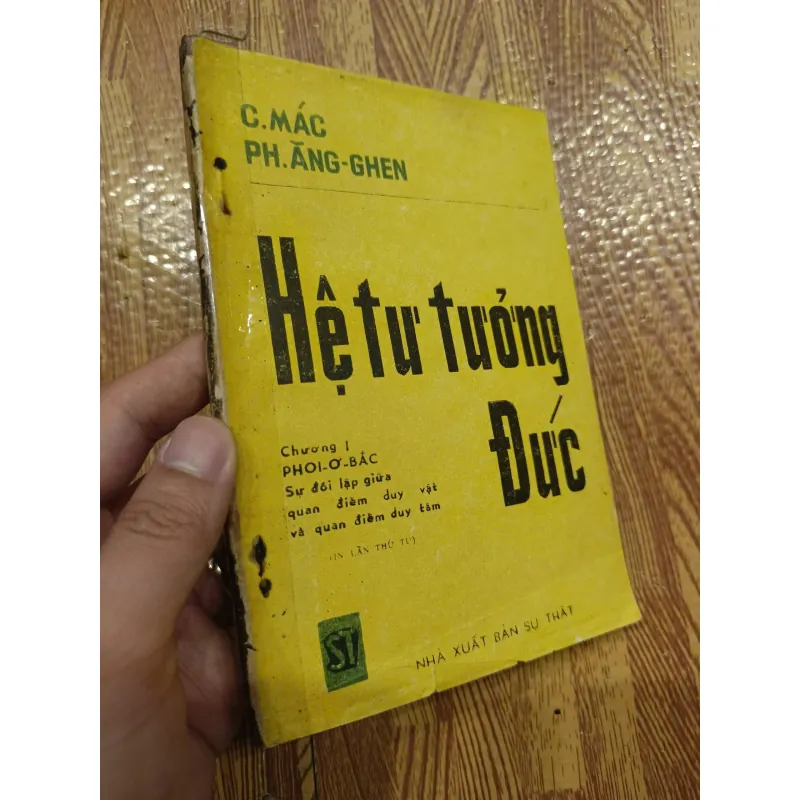 C.MÁC
PH.ĂNG-GHEN
Hệ tư tưởng
Đức
Chương I
PHOI-Ơ-BẮC
Sự đối lập giữa
quan điểm duy vật
và quan điểm duy tâm
(IN LẦN THỨ TƯ)
ST
NHÀ XUẤT BẢN SỰ THẬT